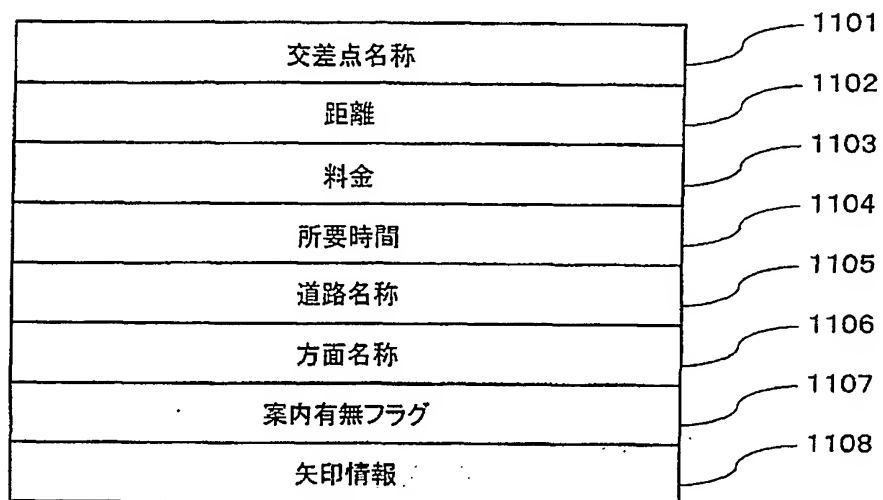 交差点名称
1101
距離
1102
料金
1103
所要時間
1104
道路名称
1105
方面名称
1106
案内有無フラグ
1107
矢印情報
1108